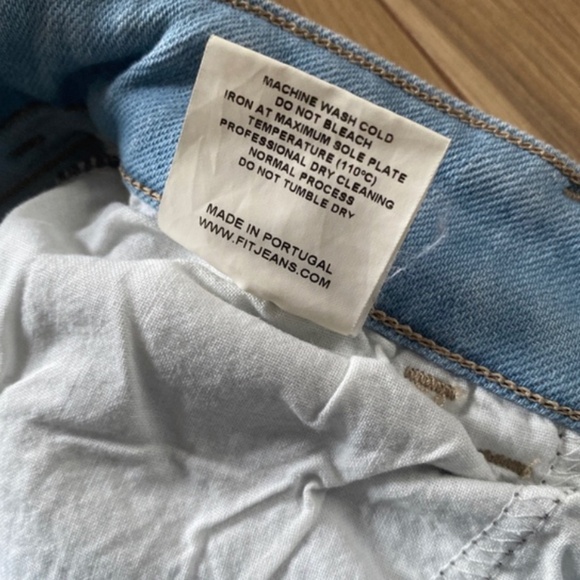 MACHINE WASH COLD
DO NOT BLEACH
IRON AT MAXIMUM SOLE PLATE
TEMPERATURE (110ºC)
PROFESSIONAL DRY CLEANING
NORMAL PROCESS
DO NOT TUMBLE DRY
MADE IN PORTUGAL
WWW.FITJEANS.COM